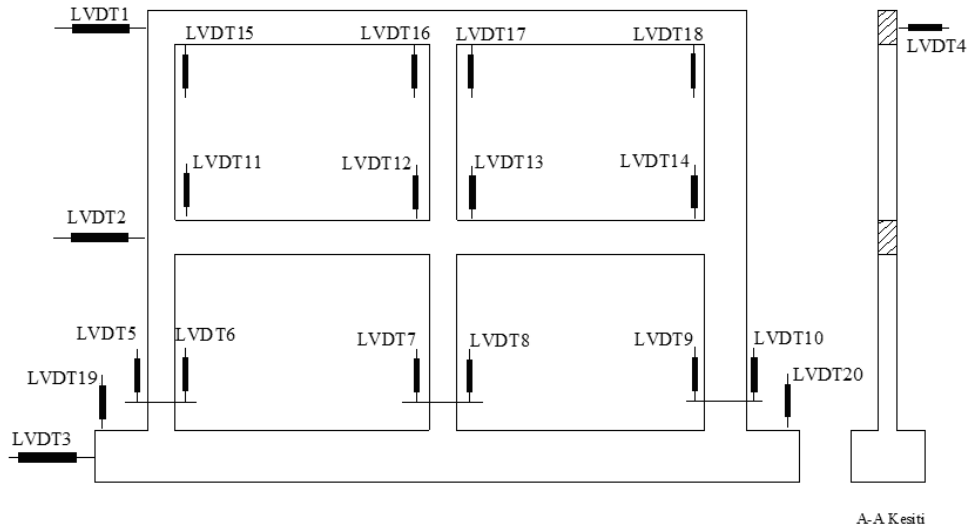 LVDT1
LVDT4
LVDT15
LVDT16
LVDT17
LVDT18
LVDT11
LVDT12
LVDT13
LVDT14
LVDT2
LVDT5
LVDT6
LVDT7
LVDT8
LVDT9
LVDT10
LVDT19
LVDT20
LVDT3
A-A Kesiti